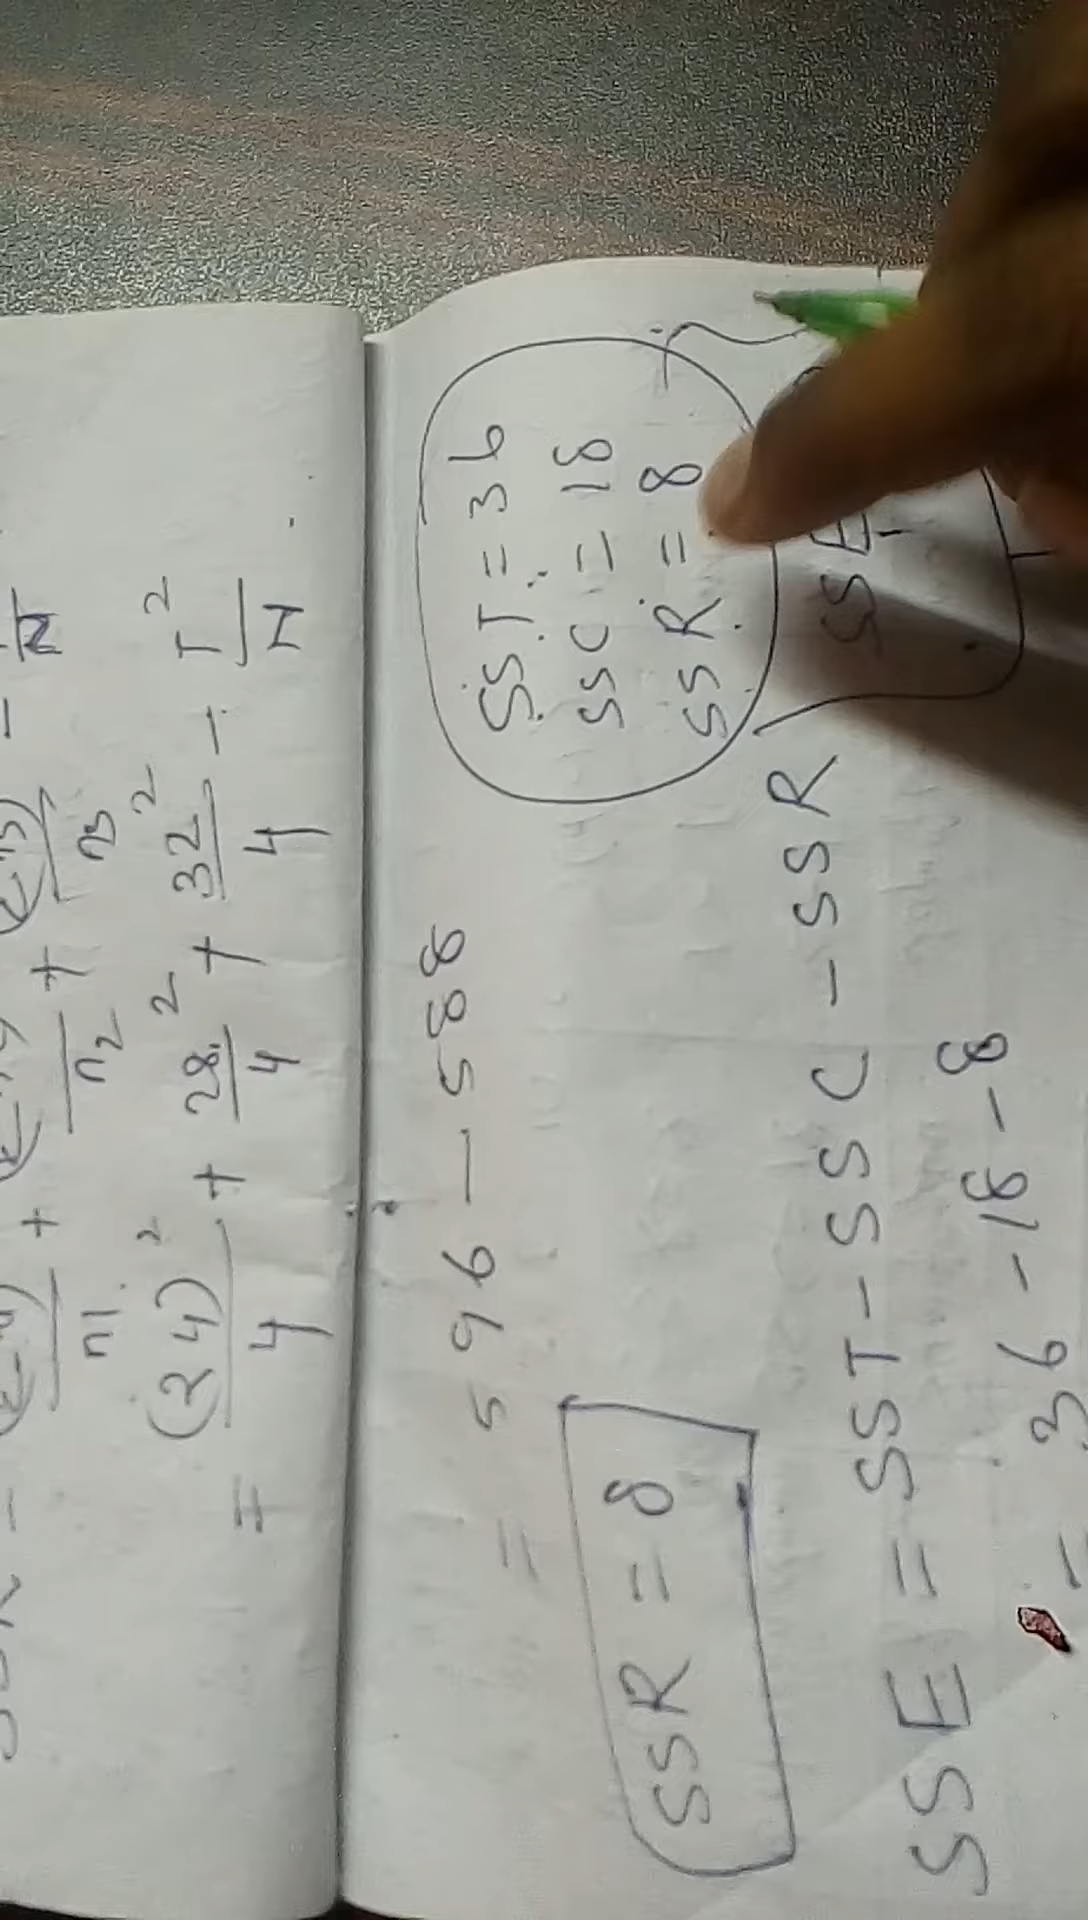 = (24)²/4 + 28²/4 + 32²/4 - T²/N
= 596 - 588
SSR = 8
SST = 36
SSC = 18
SSR = 8
SSE = SST - SSC - SSR
= 36 - 18 - 8
SSE